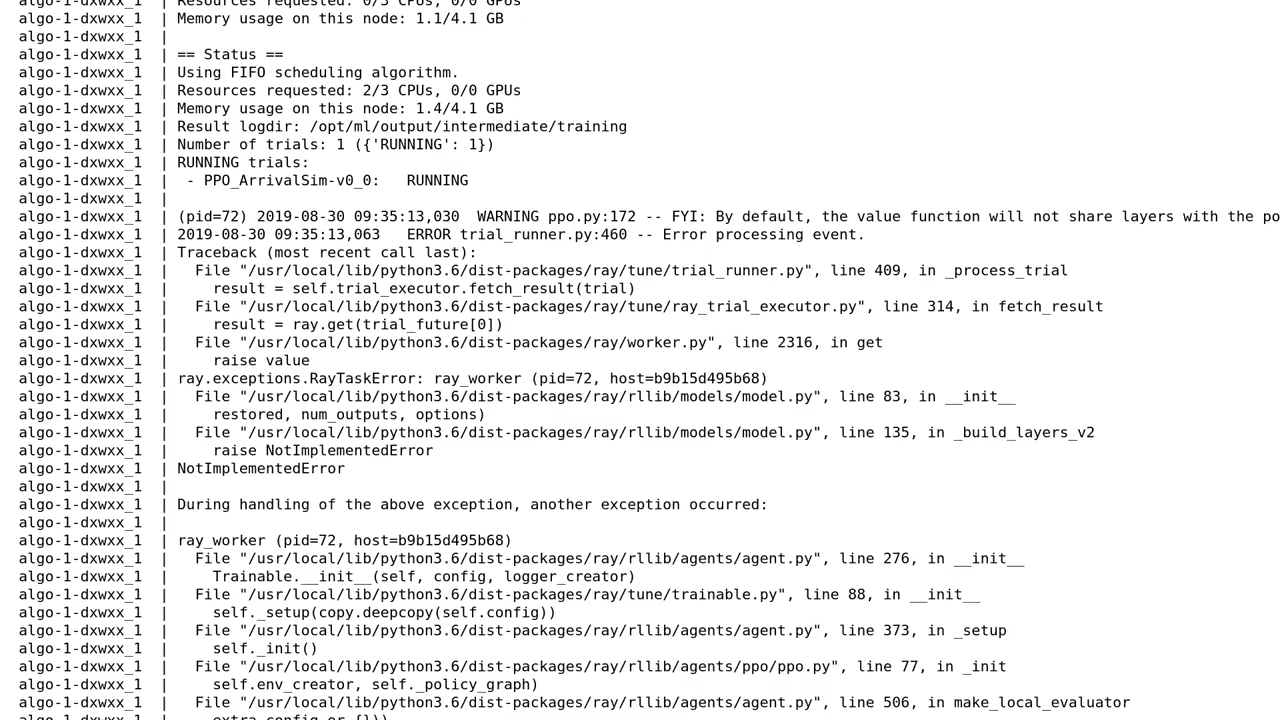 algo-1-dxwxx_1  | Resources requested: 0/3 CPUs, 0/0 GPUs
algo-1-dxwxx_1  | Memory usage on this node: 1.1/4.1 GB
algo-1-dxwxx_1  |
algo-1-dxwxx_1  | == Status ==
algo-1-dxwxx_1  | Using FIFO scheduling algorithm.
algo-1-dxwxx_1  | Resources requested: 2/3 CPUs, 0/0 GPUs
algo-1-dxwxx_1  | Memory usage on this node: 1.4/4.1 GB
algo-1-dxwxx_1  | Result logdir: /opt/ml/output/intermediate/training
algo-1-dxwxx_1  | Number of trials: 1 ({'RUNNING': 1})
algo-1-dxwxx_1  | RUNNING trials:
algo-1-dxwxx_1  |  - PPO_ArrivalSim-v0_0:   RUNNING
algo-1-dxwxx_1  |
algo-1-dxwxx_1  | (pid=72) 2019-08-30 09:35:13,030  WARNING ppo.py:172 -- FYI: By default, the value function will not share layers with the po
algo-1-dxwxx_1  | 2019-08-30 09:35:13,063   ERROR trial_runner.py:460 -- Error processing event.
algo-1-dxwxx_1  | Traceback (most recent call last):
algo-1-dxwxx_1  |   File "/usr/local/lib/python3.6/dist-packages/ray/tune/trial_runner.py", line 409, in _process_trial
algo-1-dxwxx_1  |     result = self.trial_executor.fetch_result(trial)
algo-1-dxwxx_1  |   File "/usr/local/lib/python3.6/dist-packages/ray/tune/ray_trial_executor.py", line 314, in fetch_result
algo-1-dxwxx_1  |     result = ray.get(trial_future[0])
algo-1-dxwxx_1  |   File "/usr/local/lib/python3.6/dist-packages/ray/worker.py", line 2316, in get
algo-1-dxwxx_1  |     raise value
algo-1-dxwxx_1  | ray.exceptions.RayTaskError: ray_worker (pid=72, host=b9b15d495b68)
algo-1-dxwxx_1  |   File "/usr/local/lib/python3.6/dist-packages/ray/rllib/models/model.py", line 83, in __init__
algo-1-dxwxx_1  |     restored, num_outputs, options)
algo-1-dxwxx_1  |   File "/usr/local/lib/python3.6/dist-packages/ray/rllib/models/model.py", line 135, in _build_layers_v2
algo-1-dxwxx_1  |     raise NotImplementedError
algo-1-dxwxx_1  | NotImplementedError
algo-1-dxwxx_1  |
algo-1-dxwxx_1  | During handling of the above exception, another exception occurred:
algo-1-dxwxx_1  |
algo-1-dxwxx_1  | ray_worker (pid=72, host=b9b15d495b68)
algo-1-dxwxx_1  |   File "/usr/local/lib/python3.6/dist-packages/ray/rllib/agents/agent.py", line 276, in __init__
algo-1-dxwxx_1  |     Trainable.__init__(self, config, logger_creator)
algo-1-dxwxx_1  |   File "/usr/local/lib/python3.6/dist-packages/ray/tune/trainable.py", line 88, in __init__
algo-1-dxwxx_1  |     self._setup(copy.deepcopy(self.config))
algo-1-dxwxx_1  |   File "/usr/local/lib/python3.6/dist-packages/ray/rllib/agents/agent.py", line 373, in _setup
algo-1-dxwxx_1  |     self._init()
algo-1-dxwxx_1  |   File "/usr/local/lib/python3.6/dist-packages/ray/rllib/agents/ppo/ppo.py", line 77, in _init
algo-1-dxwxx_1  |     self.env_creator, self._policy_graph)
algo-1-dxwxx_1  |   File "/usr/local/lib/python3.6/dist-packages/ray/rllib/agents/agent.py", line 506, in make_local_evaluator
algo-1-dxwxx_1  |     extra_config or {}))